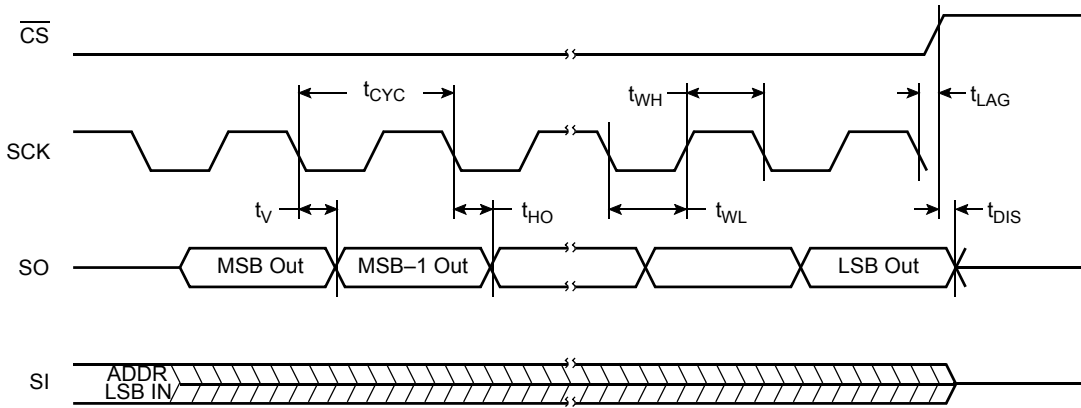 CS
tCYC
tWH
tLAG
SCK
tV
tHO
tWL
tDIS
SO
MSB Out
MSB–1 Out
LSB Out
SI
ADDR
LSB IN